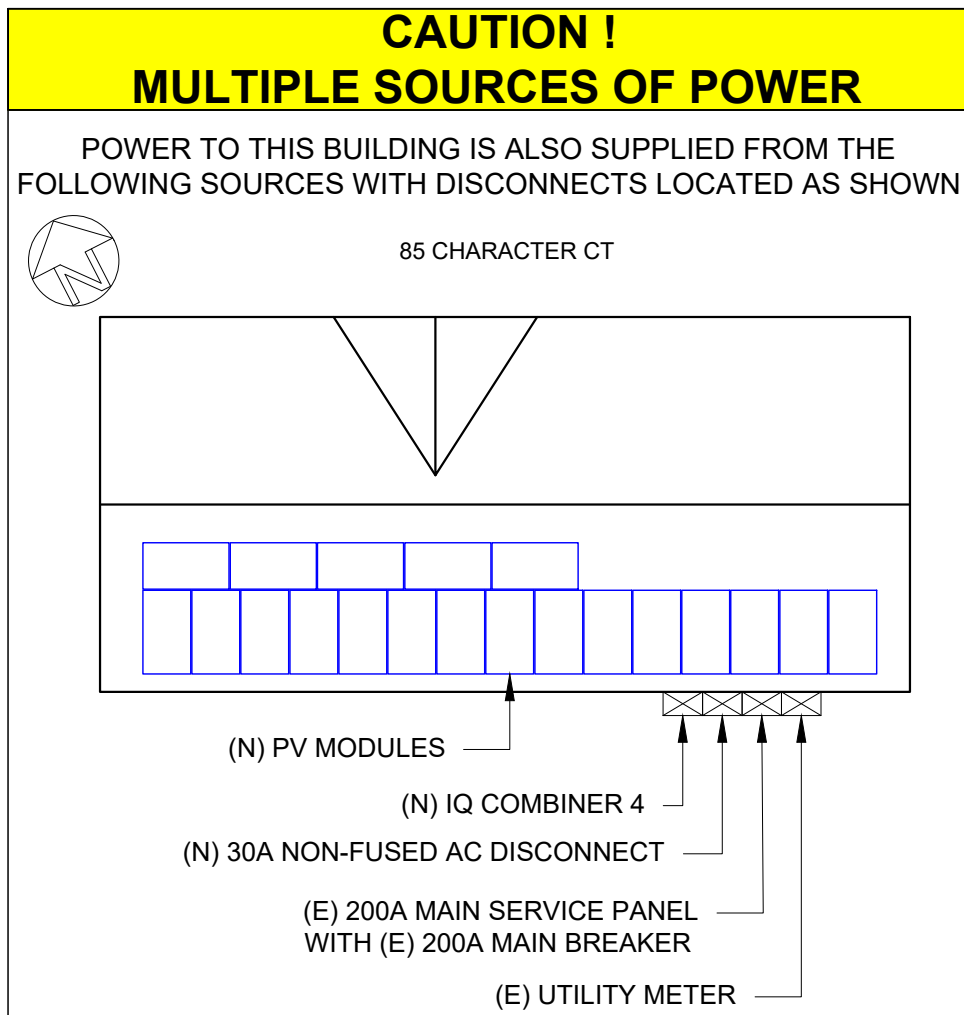 CAUTION !
MULTIPLE SOURCES OF POWER
POWER TO THIS BUILDING IS ALSO SUPPLIED FROM THE
FOLLOWING SOURCES WITH DISCONNECTS LOCATED AS SHOWN
N
85 CHARACTER CT
(N) PV MODULES
(N) IQ COMBINER 4
(N) 30A NON-FUSED AC DISCONNECT
(E) 200A MAIN SERVICE PANEL
WITH (E) 200A MAIN BREAKER
(E) UTILITY METER